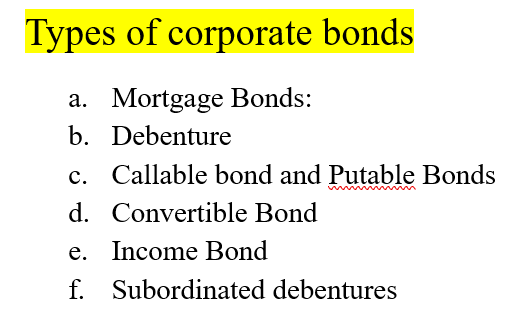 Types of corporate bonds
a. Mortgage Bonds:
b. Debenture
c. Callable bond and Putable Bonds
d. Convertible Bond
e. Income Bond
f. Subordinated debentures